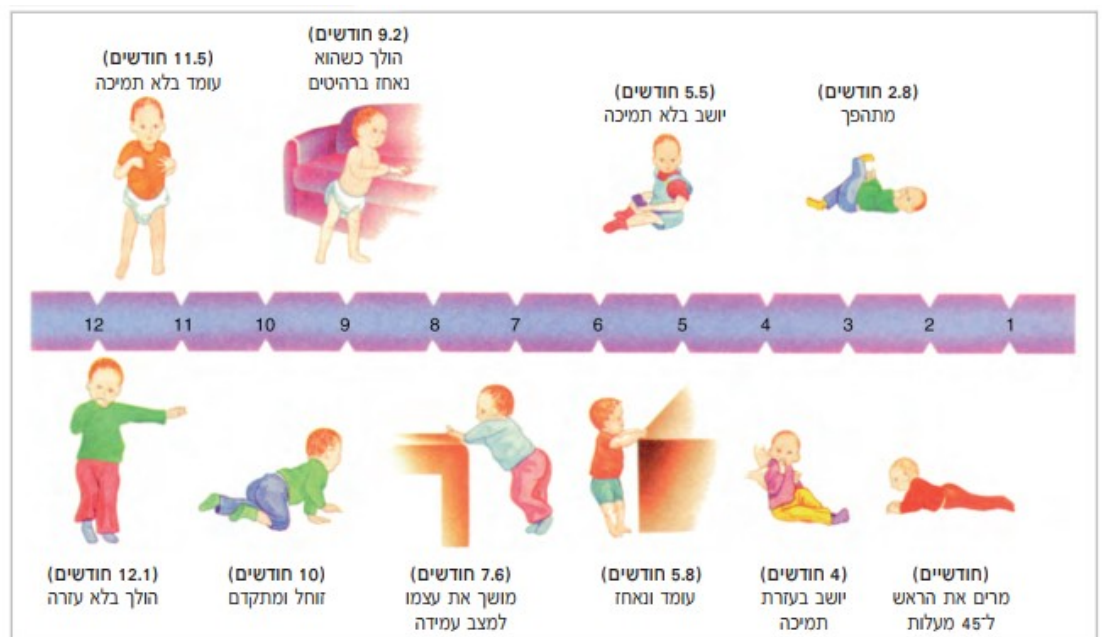 (2.8 חודשים)
מתהפך
(5.5 חודשים)
יושב בלא תמיכה
(9.2 חודשים)
הולך כשהוא
נאחז ברהיטים
(11.5 חודשים)
עומד בלא תמיכה
1 2 3 4 5 6 7 8 9 10 11 12
(חודשיים)
מרים את הראש
ל־45 מעלות
(4 חודשים)
יושב בעזרת
תמיכה
(5.8 חודשים)
עומד ונאחז
(7.6 חודשים)
מושך את עצמו
למצב עמידה
(10 חודשים)
זוחל ומתקדם
(12.1 חודשים)
הולך בלא עזרה